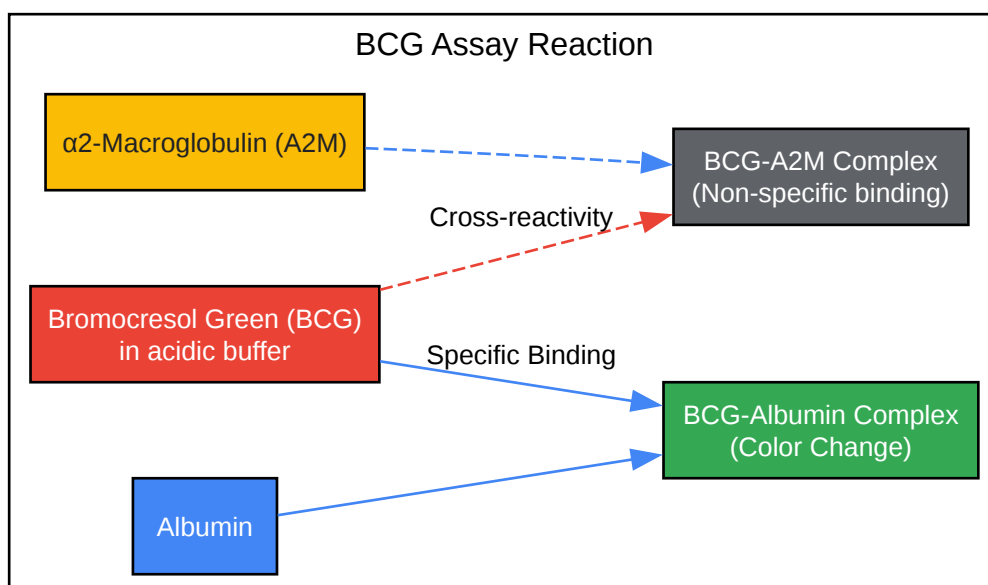 BCG Assay Reaction
α2-Macroglobulin (A2M)
BCG-A2M Complex
(Non-specific binding)
Cross-reactivity
Bromocresol Green (BCG)
in acidic buffer
Specific Binding
BCG-Albumin Complex
(Color Change)
Albumin